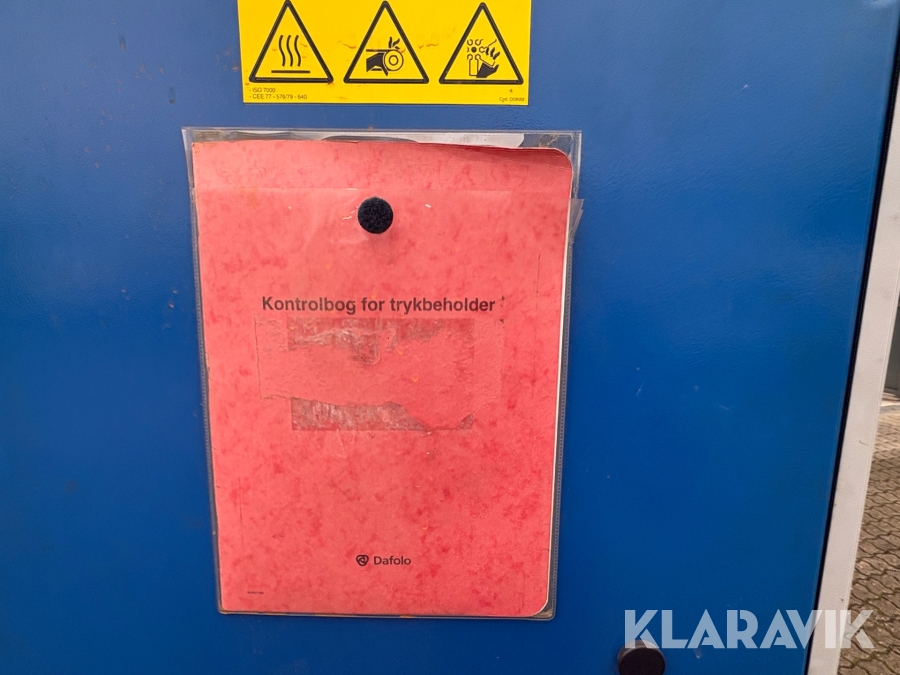 - ISO 7000
- CEE 77 - 576/79 - 640
Kontrolbog for trykbeholder
Dafolo
KLARAVIK